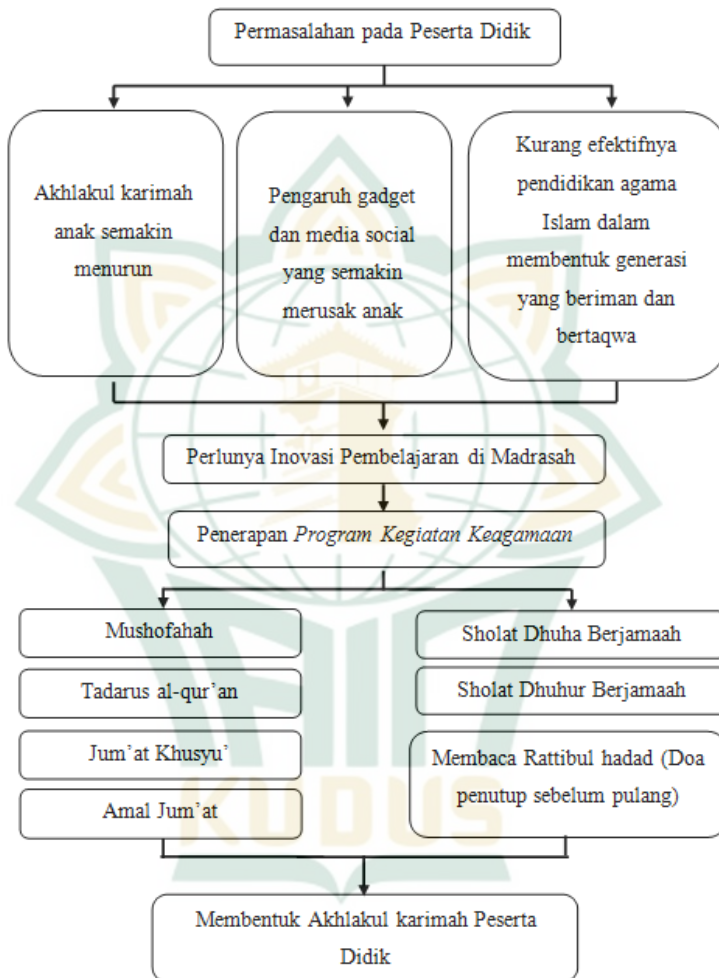 Permasalahan pada Peserta Didik
Akhlakul karimah
anak semakin
menurun
Pengaruh gadget
dan media social
yang semakin
merusak anak
Kurang efektifnya
pendidikan agama
Islam dalam
membentuk generasi
yang beriman dan
bertaqwa
Perlunya Inovasi Pembelajaran di Madrasah
Penerapan Program Kegiatan Keagamaan
Mushofahah
Tadarus al-qur’an
Jum’at Khusyu’
Amal Jum’at
Sholat Dhuha Berjamaah
Sholat Dhuhur Berjamaah
Membaca Rattibul hadad (Doa
penutup sebelum pulang)
Membentuk Akhlakul karimah Peserta
Didik
IAIN
KUDUS